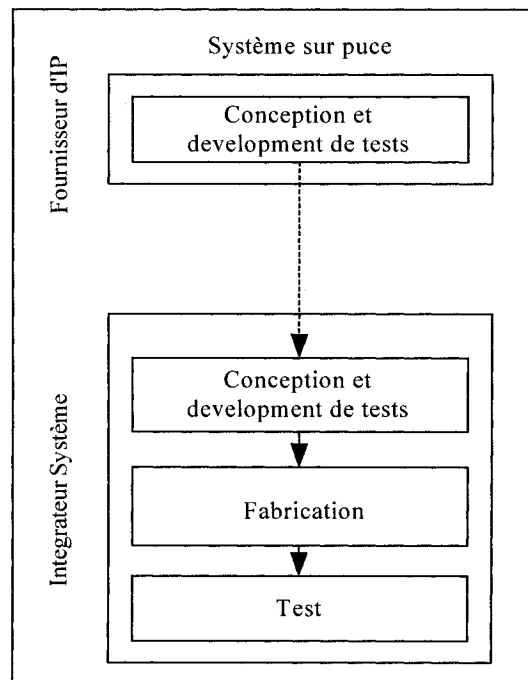 Système sur puce
Fournisseur d'IP
Conception et
development de tests
Integrateur Système
Conception et
development de tests
Fabrication
Test